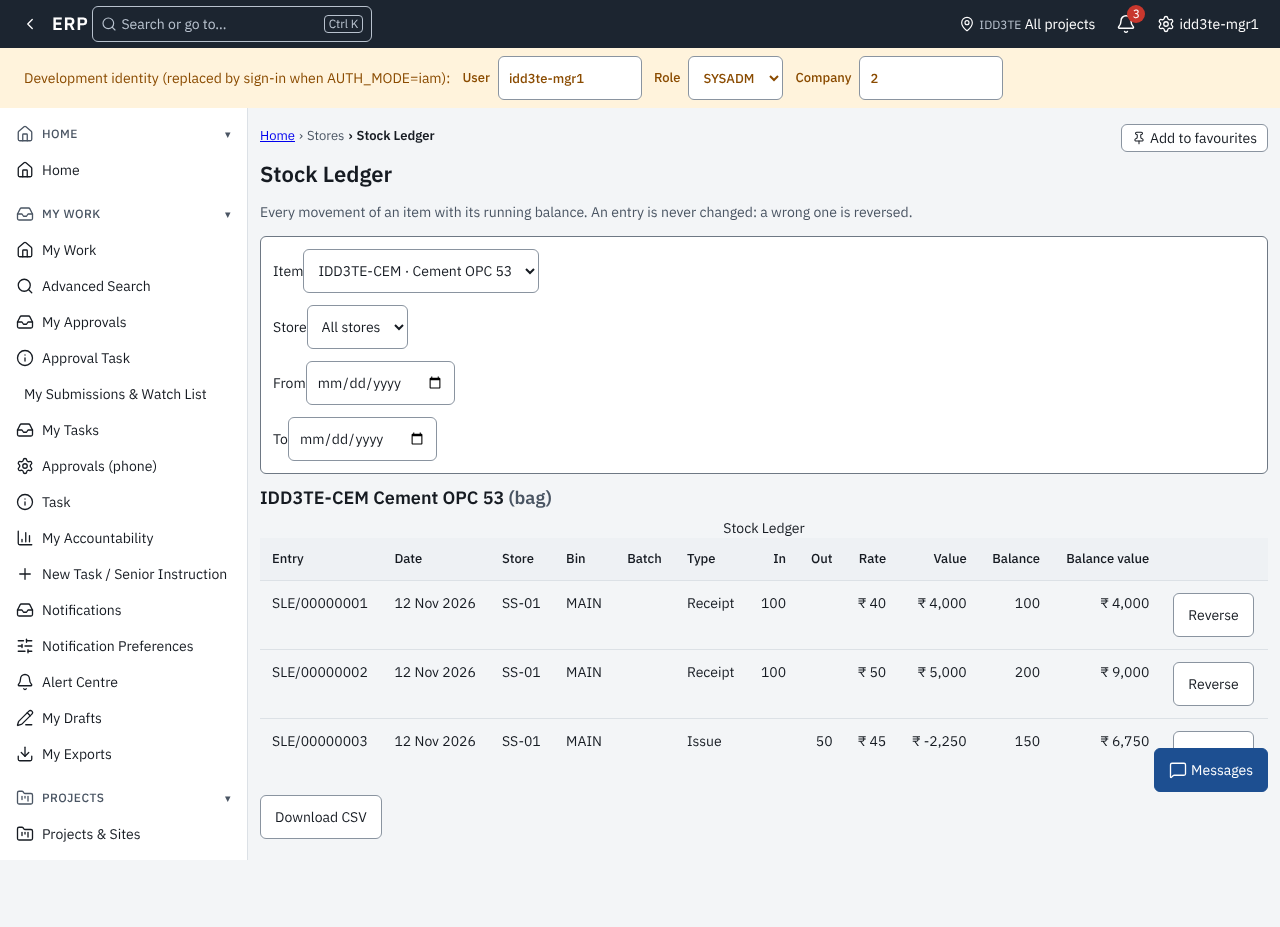 ERP Search or go to... Ctrl K IDD3TE All projects 3 idd3te-mgr1
Development identity (replaced by sign-in when AUTH_MODE=iam): User idd3te-mgr1 Role SYSADM Company 2
HOME
Home
MY WORK
My Work
Advanced Search
My Approvals
Approval Task
My Submissions & Watch List
My Tasks
Approvals (phone)
Task
My Accountability
New Task / Senior Instruction
Notifications
Notification Preferences
Alert Centre
My Drafts
My Exports
PROJECTS
Projects & Sites
Home › Stores › Stock Ledger
Add to favourites
Stock Ledger
Every movement of an item with its running balance. An entry is never changed: a wrong one is reversed.
Item IDD3TE-CEM · Cement OPC 53
Store All stores
From mm/dd/yyyy
To mm/dd/yyyy
IDD3TE-CEM Cement OPC 53 (bag)
Stock Ledger
Entry Date Store Bin Batch Type In Out Rate Value Balance Balance value
SLE/00000001 12 Nov 2026 SS-01 MAIN Receipt 100 ₹ 40 ₹ 4,000 100 ₹ 4,000 Reverse
SLE/00000002 12 Nov 2026 SS-01 MAIN Receipt 100 ₹ 50 ₹ 5,000 200 ₹ 9,000 Reverse
SLE/00000003 12 Nov 2026 SS-01 MAIN Issue 50 ₹ 45 ₹ -2,250 150 ₹ 6,750
Messages
Download CSV